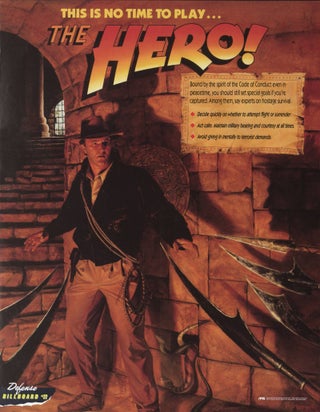 THIS IS NO TIME TO PLAY...
THE HERO!
Bound by the spirit of the Code of Conduct even in
peacetime, you should still set special goals if you're
captured. Among them, say experts on hostage survival:
Decide quickly on whether to attempt flight or surrender.
Act calm. Maintain military bearing and courtesy at all times.
Avoid giving in mentally to terrorist demands.
Defense
BILLBOARD